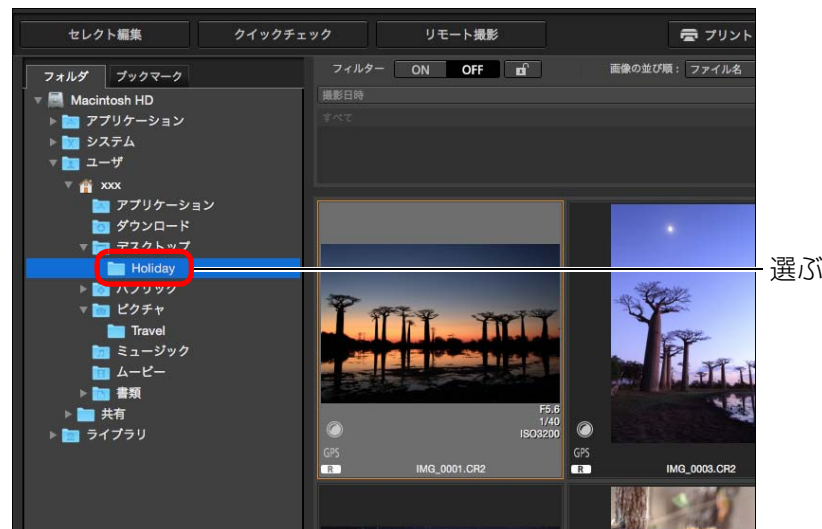 セレクト編集 クイックチェック リモート撮影 プリント
フォルダ ブックマーク
フィルター ON OFF 画像の並び順： ファイル名
Macintosh HD
撮影日時
アプリケーション
すべて
システム
ユーザ
xxx
アプリケーション
ダウンロード
デスクトップ
Holiday
選ぶ
パブリック
ピクチャ
Travel
ミュージック
ムービー
書類
共有
ライブラリ
F5.6
1/40
ISO3200
GPS
R IMG_0001.CR2
GPS
R IMG_0003.CR2